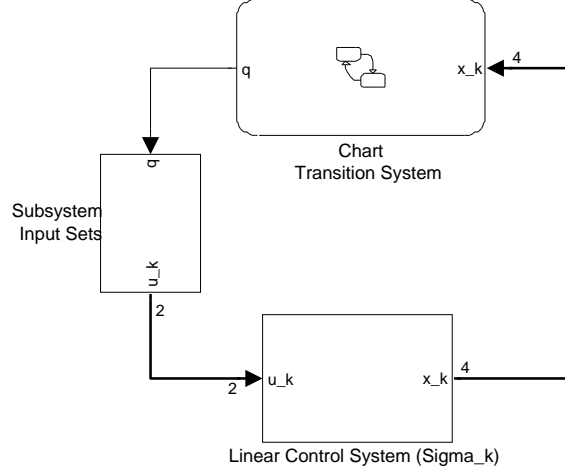 q
x_k
4
Chart
Transition System
q
Subsystem
Input Sets
u_k
2
2
u_k
x_k
4
Linear Control System (Sigma_k)